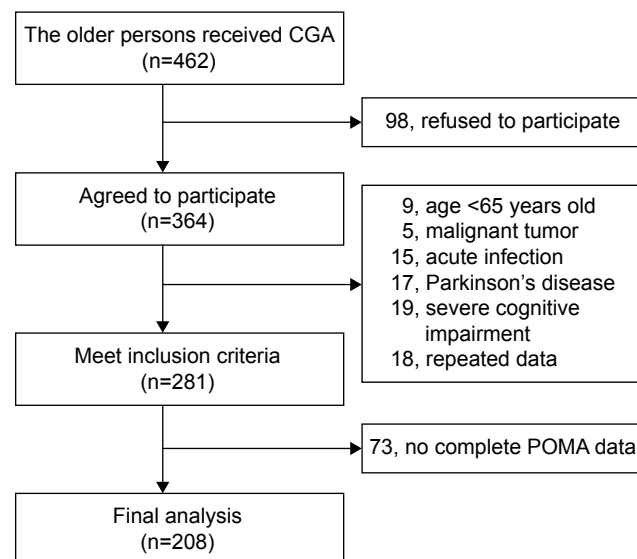 The older persons received CGA
(n=462)
98, refused to participate
Agreed to participate
(n=364)
9, age <65 years old
5, malignant tumor
15, acute infection
17, Parkinson’s disease
19, severe cognitive
impairment
18, repeated data
Meet inclusion criteria
(n=281)
73, no complete POMA data
Final analysis
(n=208)